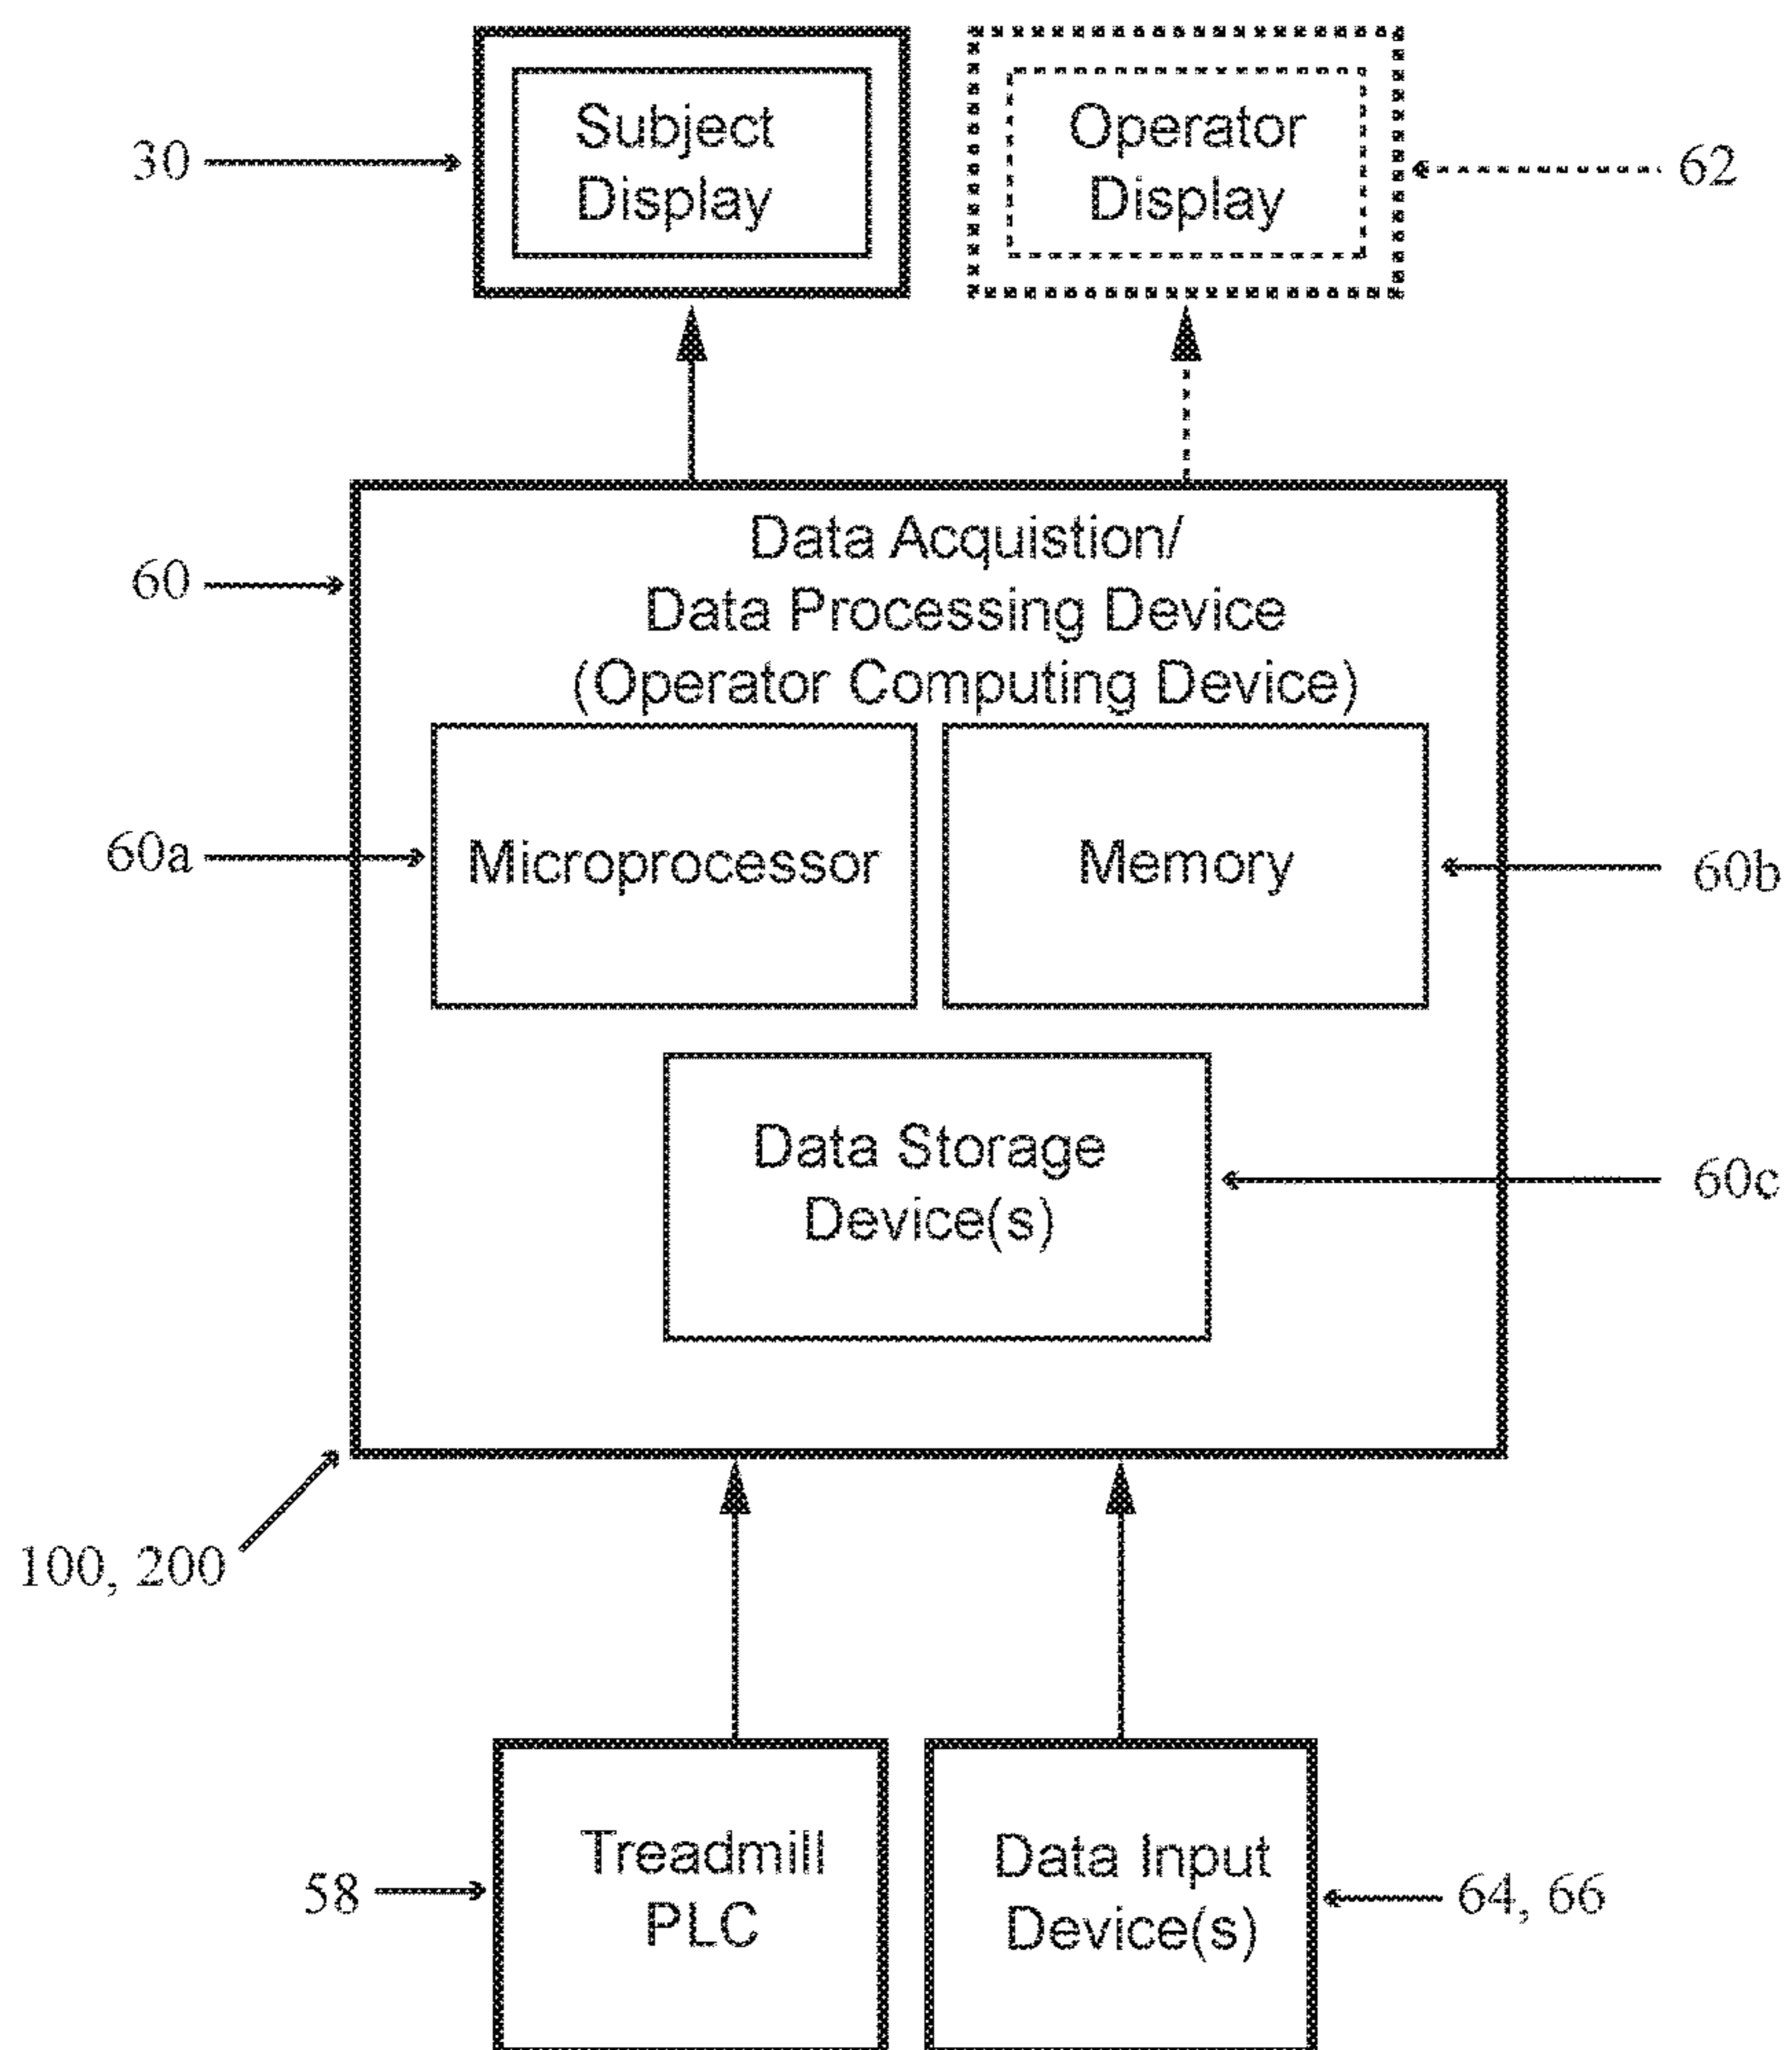 Subject
Display
Operator
Display
30
62
Data Acquistion/
Data Processing Device
(Operator Computing Device)
60
Microprocessor
Memory
60a
60b
Data Storage
Device(s)
60c
100, 200
Treadmill
PLC
Data Input
Device(s)
58
64, 66